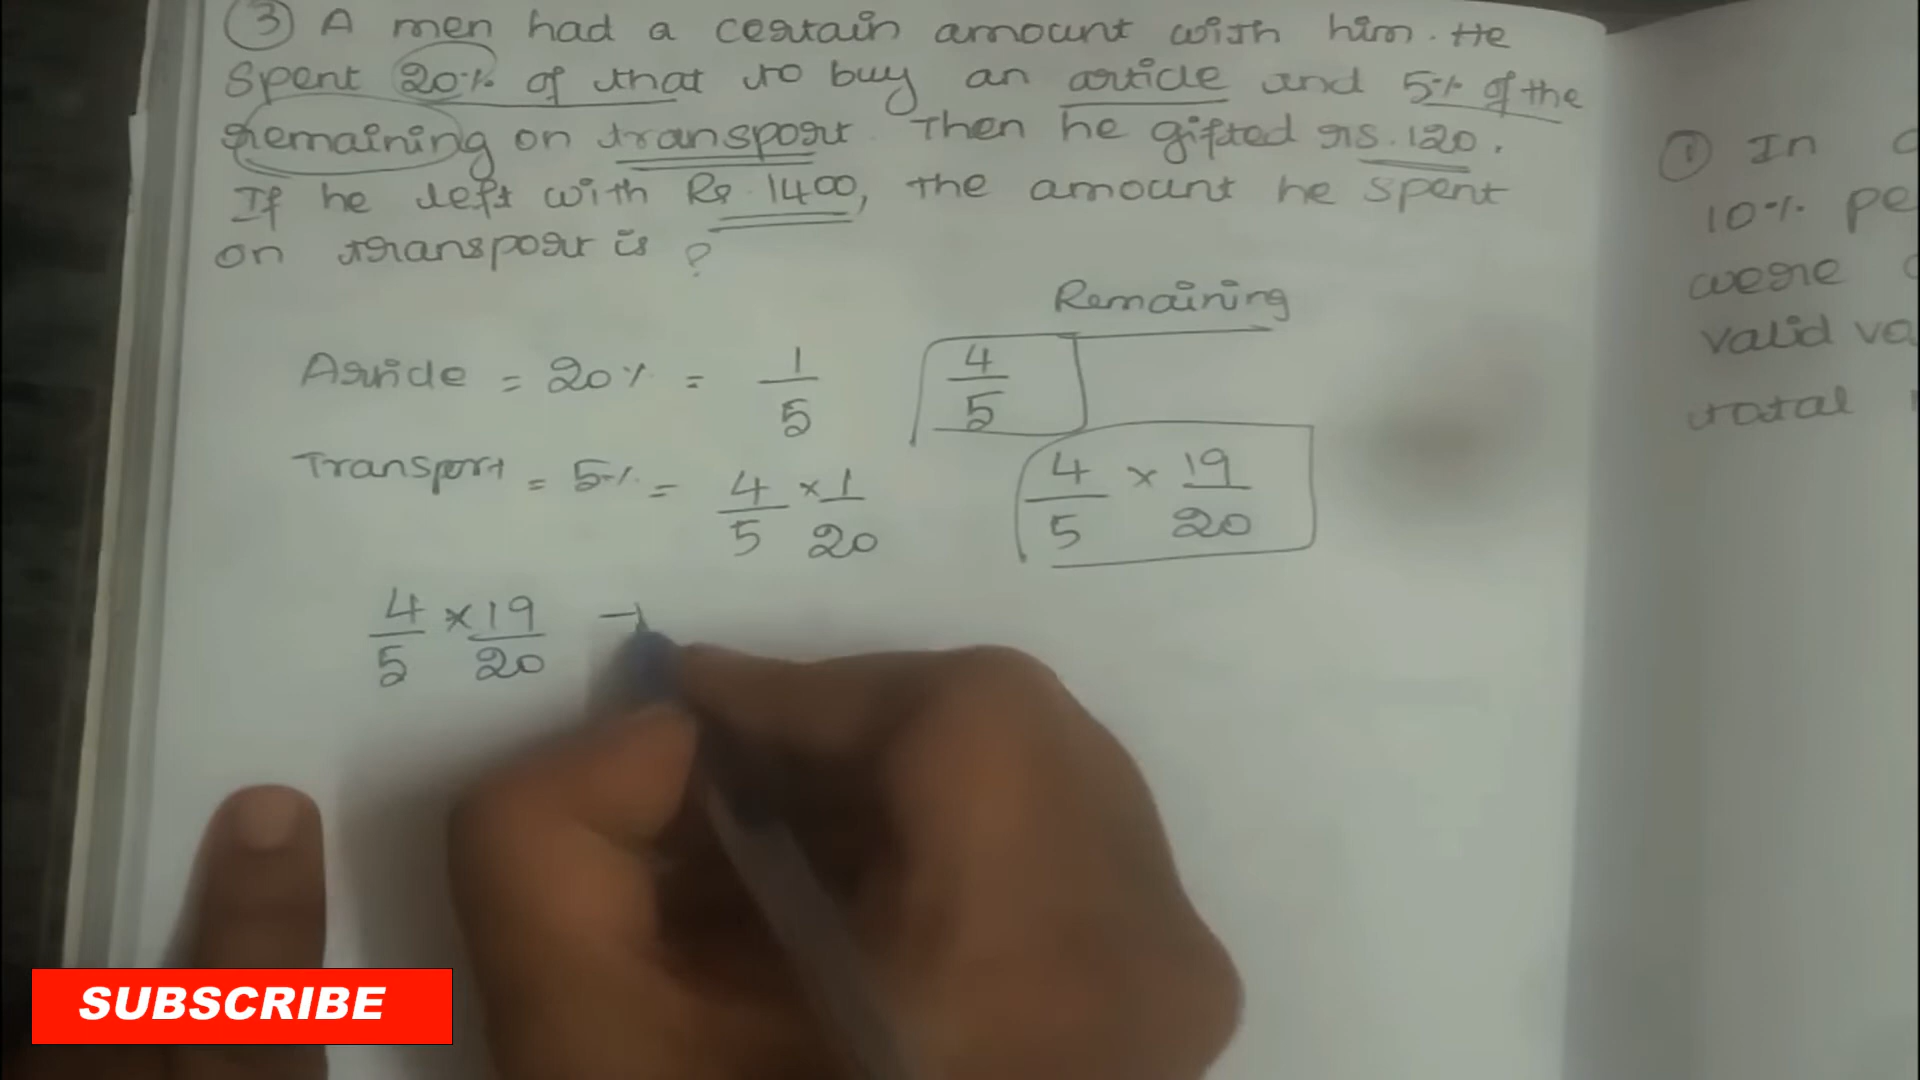 ③ A men had a certain amount with him. He
spent 20% of that to buy an article and 5% of the
remaining on transport. Then he gifted rs. 120.
If he left with Rs. 1400, the amount he spent
on transport is ?
Remaining
Article = 20% = 1/5 4/5
Transport = 5% = 4/5 × 1/20 4/5 × 19/20
4/5 × 19/20 →
① In
10%
were
valid
total
SUBSCRIBE